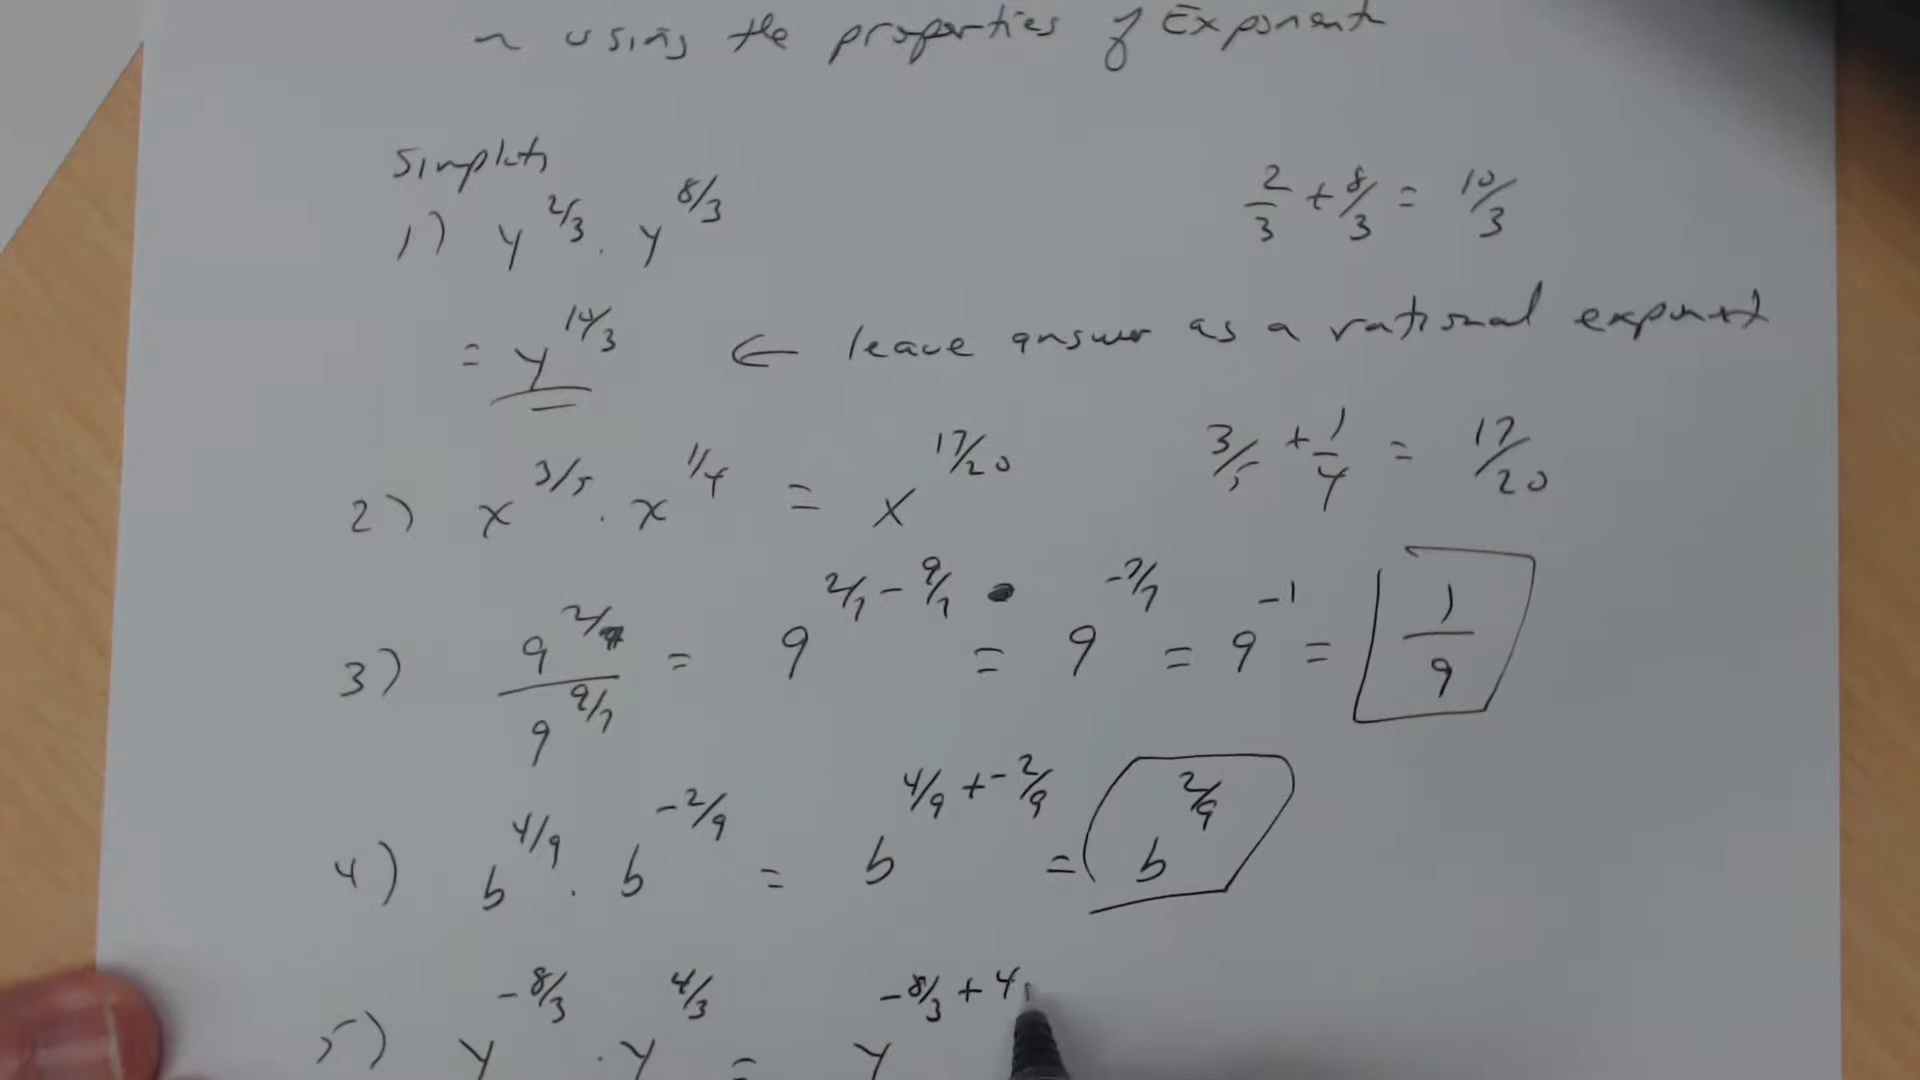 ~ using the properties of Exponent
Simplify
1) y^2/3 · y^8/3
2/3 + 8/3 = 10/3
= y^14/3 ← leave answer as a rational exponent
2) x^3/5 · x^1/4 = x^17/20
3/5 + 1/4 = 17/20
3) 9^2/7 / 9^9/7 = 9^2/7 - 9/7 = 9^-7/7 = 9^-1 = 1/9
4) b^4/9 · b^-2/9 = b^4/9 + -2/9 = b^2/9
5) y^-8/3 · y^4/3 = y^-8/3 + 4